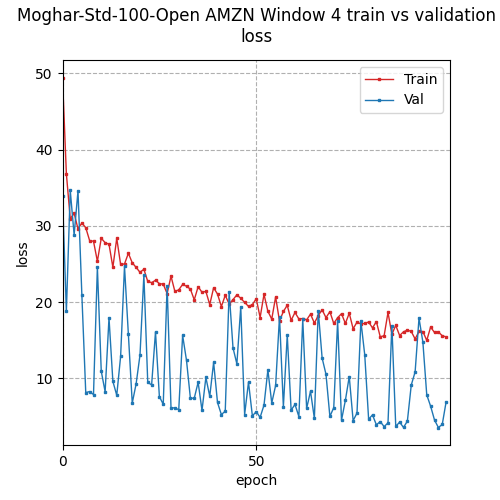 Moghar-Std-100-Open AMZN Window 4 train vs validation
loss
Train
Val
50
40
30
20
10
loss
0
50
epoch